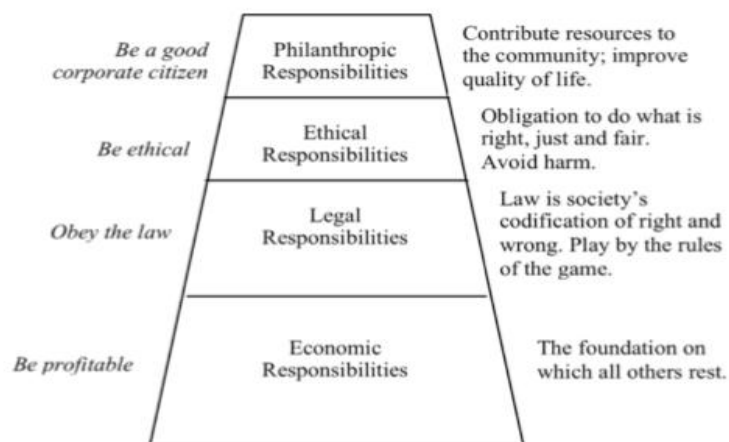 Be a good
corporate citizen
Philanthropic
Responsibilities
Contribute resources to
the community; improve
quality of life.
Be ethical
Ethical
Responsibilities
Obligation to do what is
right, just and fair.
Avoid harm.
Obey the law
Legal
Responsibilities
Law is society's
codification of right and
wrong. Play by the rules
of the game.
Be profitable
Economic
Responsibilities
The foundation on
which all others rest.